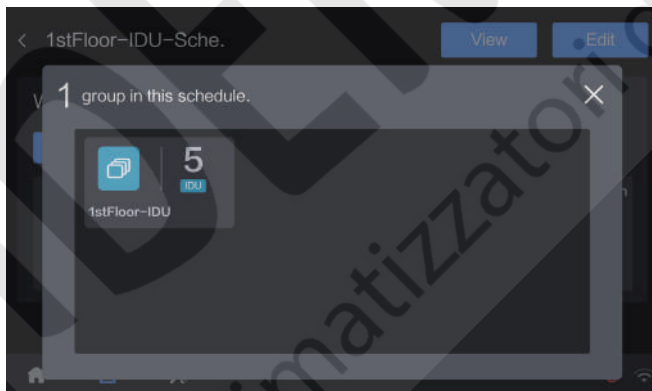 1stFloor-IDU-Sche.
View
Edit
1 group in this schedule.
5
IDU
1stFloor-IDU